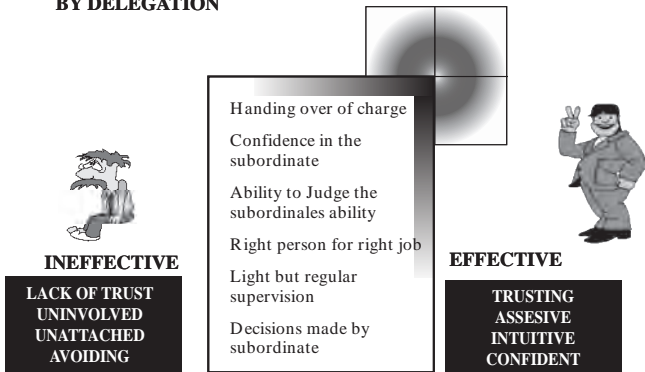 BY DELEGATION
Handing over of charge
Confidence in the
subordinate
Ability to Judge the
subordinales ability
Right person for right job
Light but regular
supervision
Decisions made by
subordinate
INEFFECTIVE
LACK OF TRUST
UNINVOLVED
UNATTACHED
AVOIDING
EFFECTIVE
TRUSTING
ASSESIVE
INTUITIVE
CONFIDENT